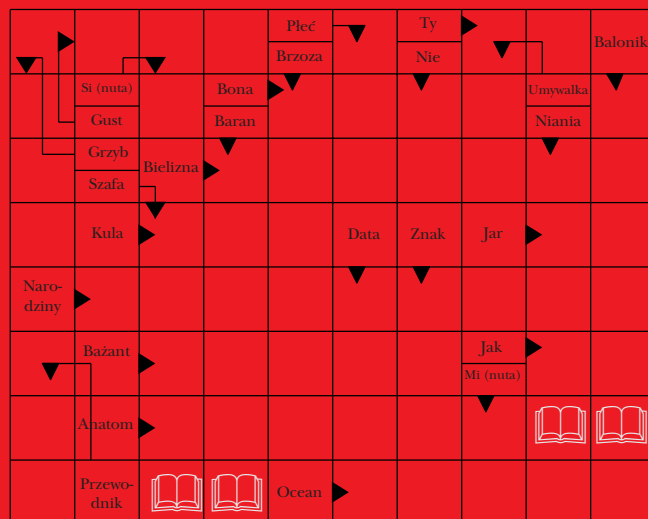 Płeć
Brzoza
Ty
Nie
Balonik
Si (nuta)
Gust
Bona
Baran
Umywalka
Niania
Grzyb
Szafa
Bielizna
Kula
Data
Znak
Jar
Naro-
dziny
Bażant
Jak
Mi (nuta)
Anatom
Przewo-
dnik
Ocean